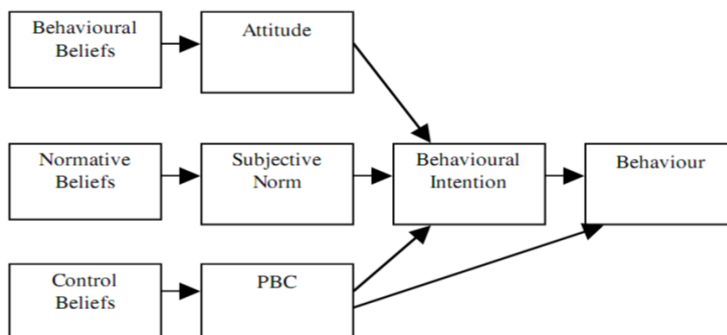 Behavioural
Beliefs
Attitude
Normative
Beliefs
Subjective
Norm
Behavioural
Intention
Behaviour
Control
Beliefs
PBC